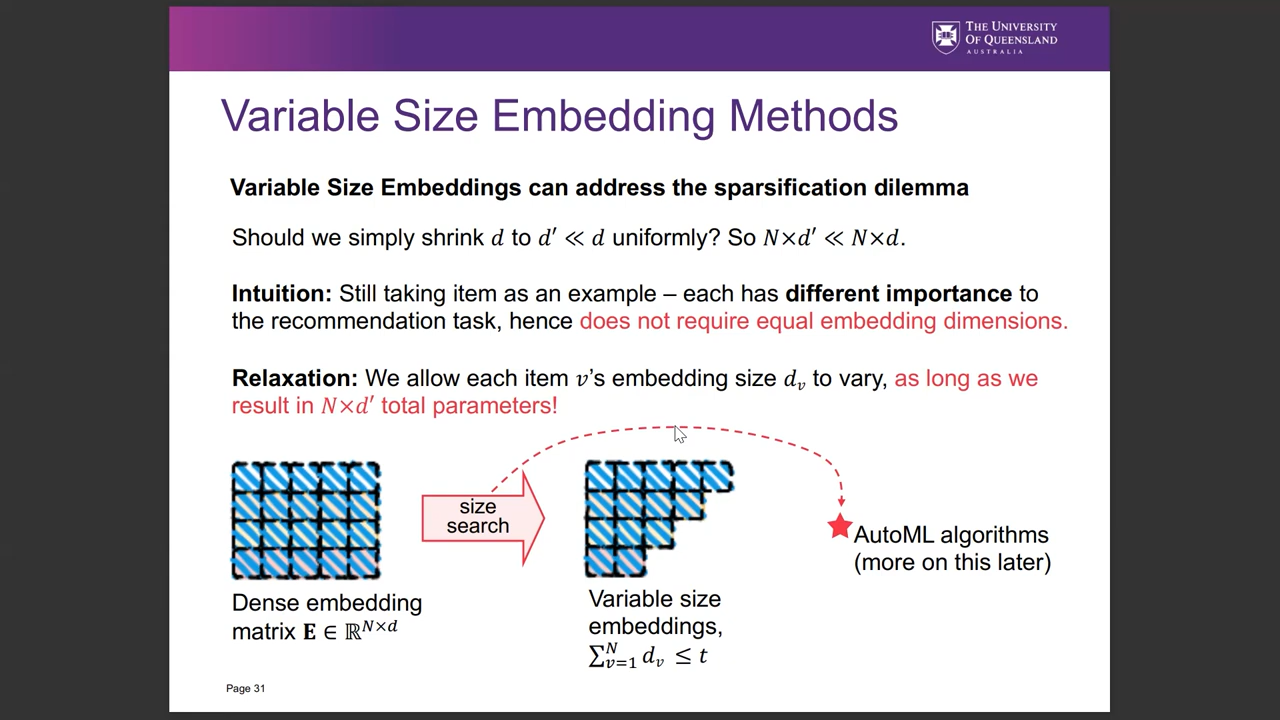 THE UNIVERSITY
OF QUEENSLAND
AUSTRALIA
Variable Size Embedding Methods
Variable Size Embeddings can address the sparsification dilemma
Should we simply shrink 𝑑 to 𝑑′ ≪ 𝑑 uniformly? So 𝑁×𝑑′ ≪ 𝑁×𝑑.
Intuition: Still taking item as an example – each has different importance to
the recommendation task, hence does not require equal embedding dimensions.
Relaxation: We allow each item 𝑣's embedding size 𝑑ᵥ to vary, as long as we
result in 𝑁×𝑑′ total parameters!
size
search
AutoML algorithms
(more on this later)
Dense embedding
matrix 𝐄 ∈ ℝ^{𝑁×𝑑}
Variable size
embeddings,
∑_{𝑣=1}^{𝑁} 𝑑ᵥ ≤ 𝑡
Page 31